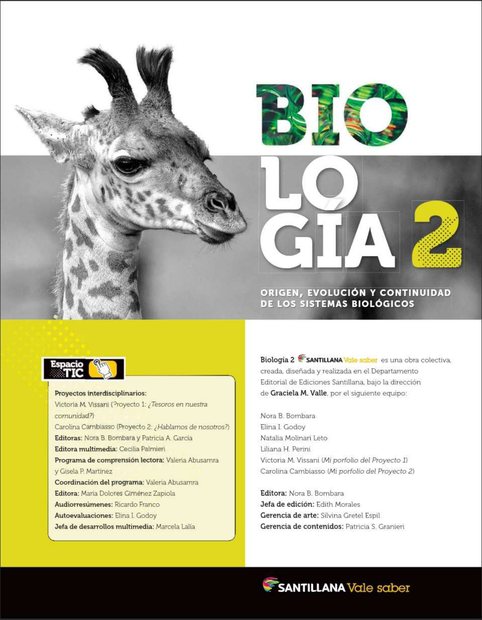 BIO
LO
GÍA 2
ORIGEN, EVOLUCIÓN Y CONTINUIDAD
DE LOS SISTEMAS BIOLÓGICOS
Espacio
TIC
Proyectos interdisciplinarios:
Victoria M. Vissani (Proyecto 1: ¿Tesoros en nuestra
comunidad?)
Carolina Cambiasso (Proyecto 2: ¿Hablamos de nosotros?)
Editoras: Nora B. Bombara y Patricia A. García
Editora multimedia: Cecilia Palmieri
Programa de comprensión lectora: Valeria Abusamra
y Gisela P. Martínez
Coordinación del programa: Valeria Abusamra
Editora: María Dolores Giménez Zapiola
Audiorresúmenes: Ricardo Franco
Autoevaluaciones: Elina I. Godoy
Jefa de desarrollos multimedia: Marcela Lalia
Biología 2 SANTILLANA Vale saber es una obra colectiva,
creada, diseñada y realizada en el Departamento
Editorial de Ediciones Santillana, bajo la dirección
de Graciela M. Valle, por el siguiente equipo:
Nora B. Bombara
Elina I. Godoy
Natalia Molinari Leto
Liliana H. Perini
Victoria M. Vissani (Mi porfolio del Proyecto 1)
Carolina Cambiasso (Mi porfolio del Proyecto 2)
Editora: Nora B. Bombara
Jefa de edición: Edith Morales
Gerencia de arte: Silvina Gretel Espil
Gerencia de contenidos: Patricia S. Granieri
SANTILLANA Vale saber